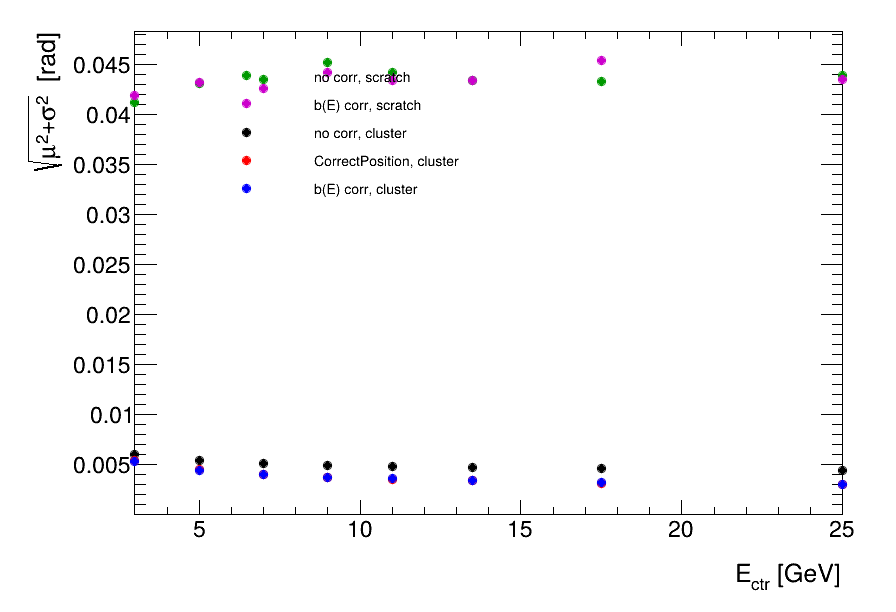 √μ²+σ² [rad]
0.045
0.04
0.035
0.03
0.025
0.02
0.015
0.01
0.005
no corr, scratch
b(E) corr, scratch
no corr, cluster
CorrectPosition, cluster
b(E) corr, cluster
5 10 15 20 25
E_ctr [GeV]